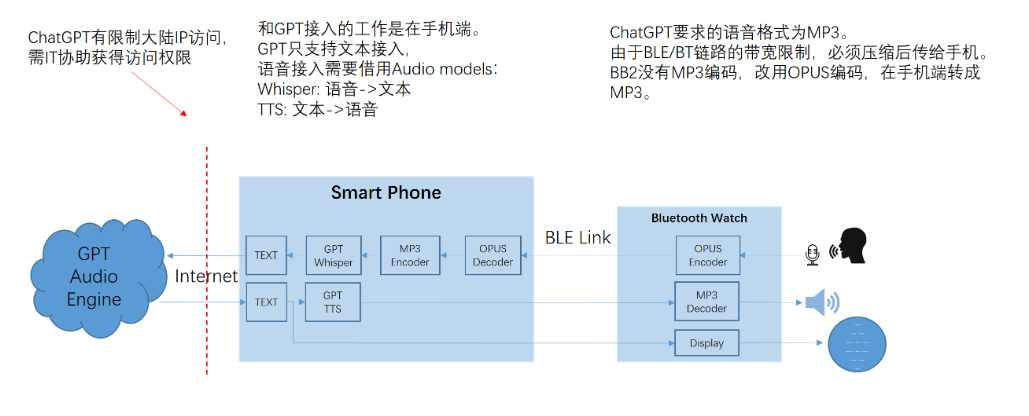 ChatGPT有限制大陆IP访问,
需IT协助获得访问权限
和GPT接入的工作是在手机端。
GPT只支持文本接入,
语音接入需要借用Audio models:
Whisper: 语音->文本
TTS: 文本->语音
ChatGPT要求的语音格式为MP3。
由于BLE/BT链路的带宽限制，必须压缩后传给手机。
BB2没有MP3编码，改用OPUS编码，在手机端转成
MP3。
Smart Phone
Bluetooth Watch
BLE Link
GPT
Audio
Engine
Internet
TEXT
GPT
Whisper
MP3
Encoder
OPUS
Decoder
OPUS
Encoder
TEXT
GPT
TTS
MP3
Decoder
Display